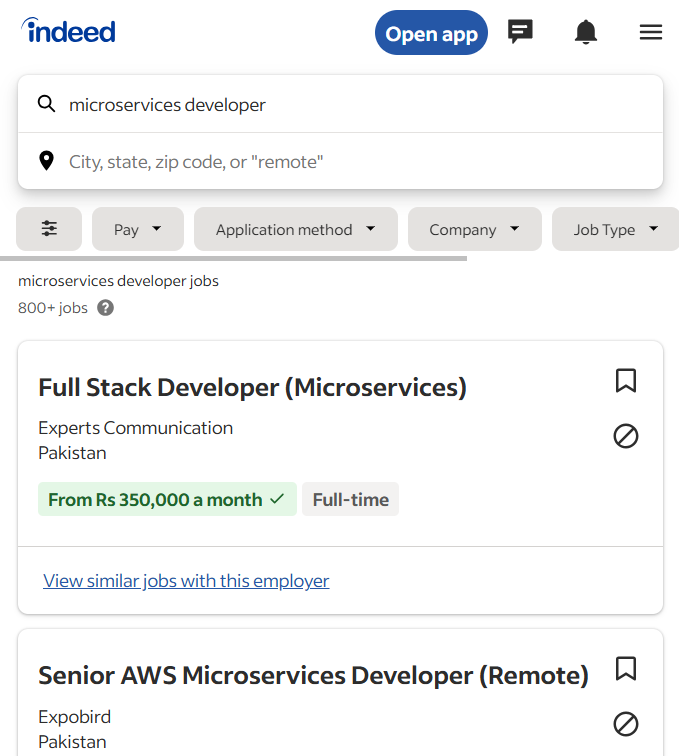 indeed
Open app
microservices developer
City, state, zip code, or "remote"
Pay
Application method
Company
Job Type
microservices developer jobs
800+ jobs ?
Full Stack Developer (Microservices)
Experts Communication
Pakistan
From Rs 350,000 a month
Full-time
View similar jobs with this employer
Senior AWS Microservices Developer (Remote)
Expobird
Pakistan